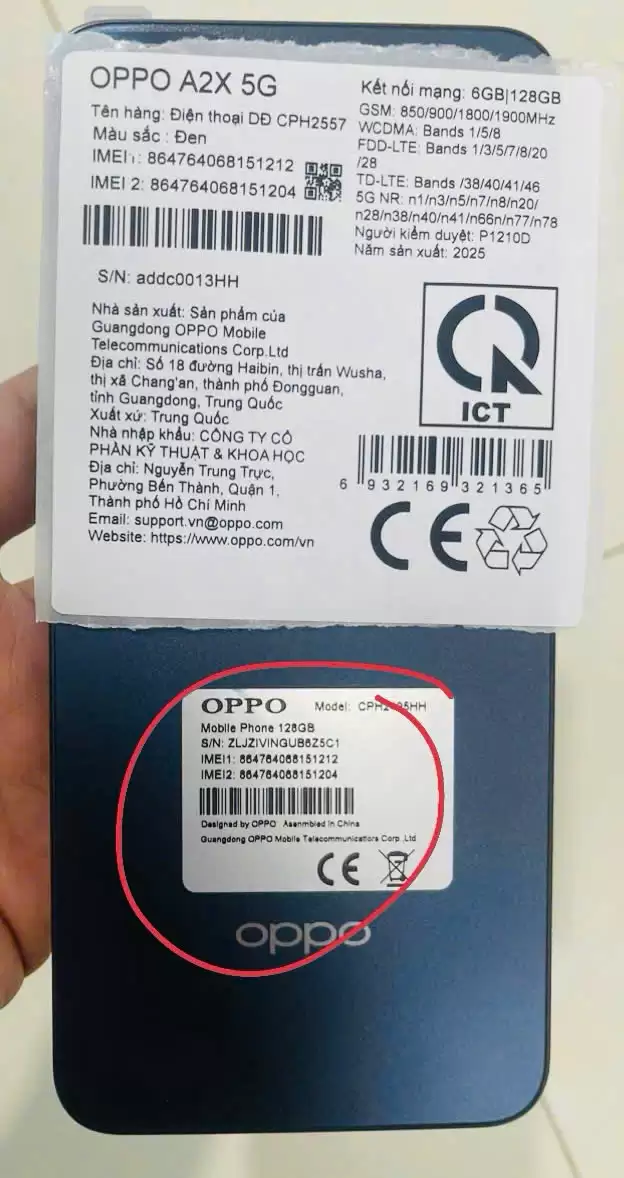 OPPO A2X 5G
Tên hàng: Điện thoại DĐ CPH2557
Màu sắc : Đen
IMEI1: 864764068151212
IMEI 2: 864764068151204
S/N: addc0013HH
Nhà sản xuất: Sản phẩm của
Guangdong OPPO Mobile
Telecommunications Corp.Ltd
Địa chỉ: Số 18 đường Haibin, thị trấn Wusha,
thị xã Chang'an, thành phố Đongguan,
tỉnh Guangdong, Trung Quốc
Xuất xứ: Trung Quốc
Nhà nhập khẩu: CÔNG TY CỔ
PHẦN KỸ THUẬT & KHOA HỌC
Địa chỉ: Nguyễn Trung Trực,
Phường Bến Thành, Quận 1,
Thành phố Hồ Chí Minh
Email: support.vn@oppo.com
Website: https://www.oppo.com/vn
Kết nối mạng: 6GB|128GB
GSM: 850/900/1800/1900MHz
WCDMA: Bands 1/5/8
FDD-LTE: Bands 1/3/5/7/8/20
/28
TD-LTE: Bands /38/40/41/46
5G NR: n1/n3/n5/n7/n8/n20/
n28/n38/n40/n41/n66n/n77/n78
Người kiểm duyệt: P1210D
Năm sản xuất: 2025
ICT
6 932169 321365
CE
OPPO Model:
Mobile Phone 128GB
S/N: ZLJZIVINGUB6Z5C1
IMEI1: 864764068151212
IMEI2: 864764068151204
Designed by OPPO Asenmbled in China
Guangdong OPPO Mobile Telecommunications Corp .Ltd
CE
oppo